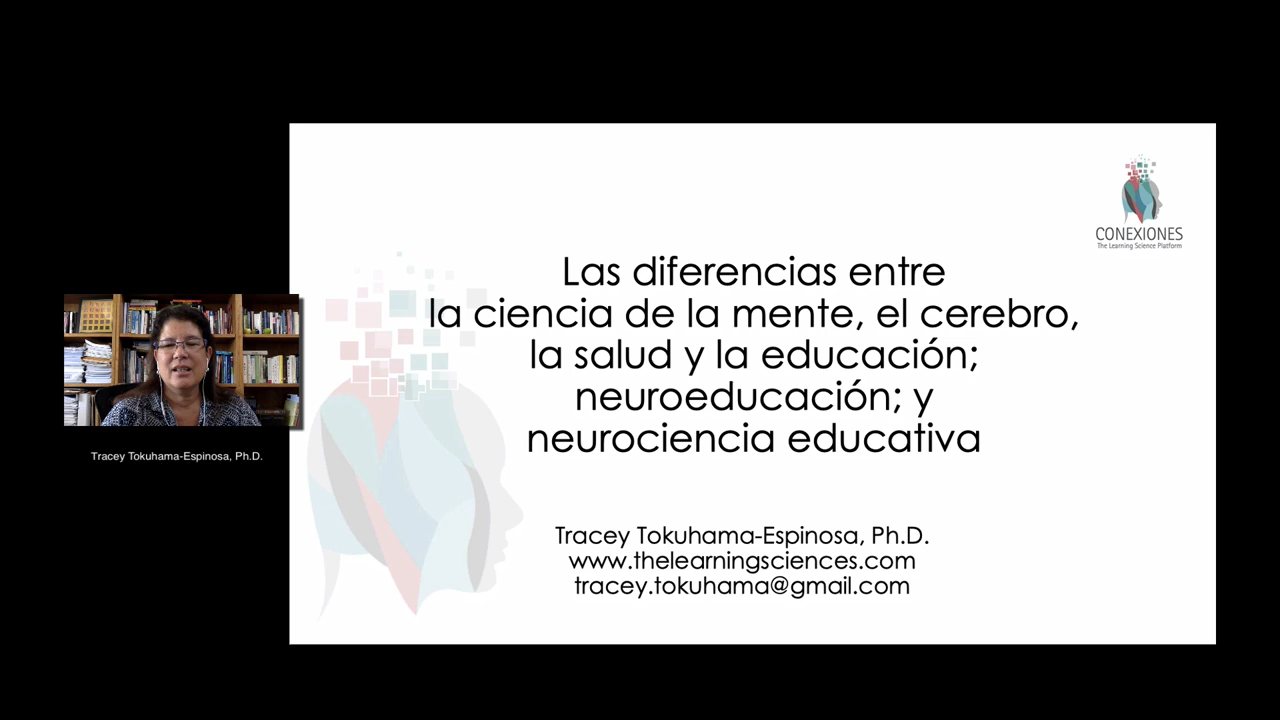 CONEXIONES
The Learning Science Platform
Las diferencias entre
la ciencia de la mente, el cerebro,
la salud y la educación;
neuroeducación; y
neurociencia educativa
Tracey Tokuhama-Espinosa, Ph.D.
www.thelearningsciences.com
tracey.tokuhama@gmail.com
Tracey Tokuhama-Espinosa, Ph.D.